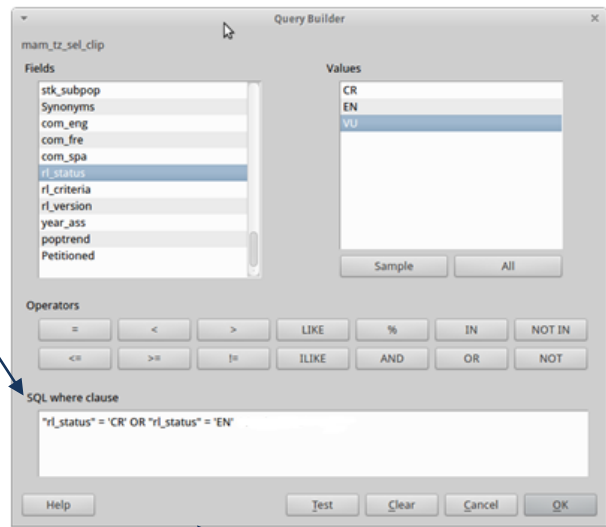 Query Builder
mam_tz_sel_clip
Fields
Values
stk_subpop
Synonyms
com_eng
com_fre
com_spa
rl_status
rl_criteria
rl_version
year_ass
poptrend
Petitioned
CR
EN
VU
Sample All
Operators
= < > LIKE % IN NOT IN
<= >= != ILIKE AND OR NOT
SQL where clause
"rl_status" = 'CR' OR "rl_status" = 'EN'
Help Test Clear Cancel OK